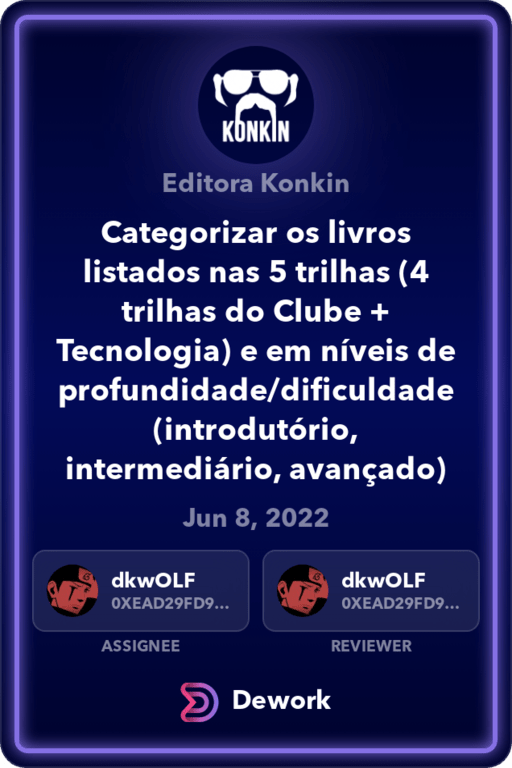 KONKIN
Editora Konkin
Categorizar os livros
listados nas 5 trilhas (4
trilhas do Clube +
Tecnologia) e em níveis de
profundidade/dificuldade
(introdutório,
intermediário, avançado)
Jun 8, 2022
dkwOLF
0XEAD29FD9...
dkwOLF
0XEAD29FD9...
ASSIGNEE
REVIEWER
Dework